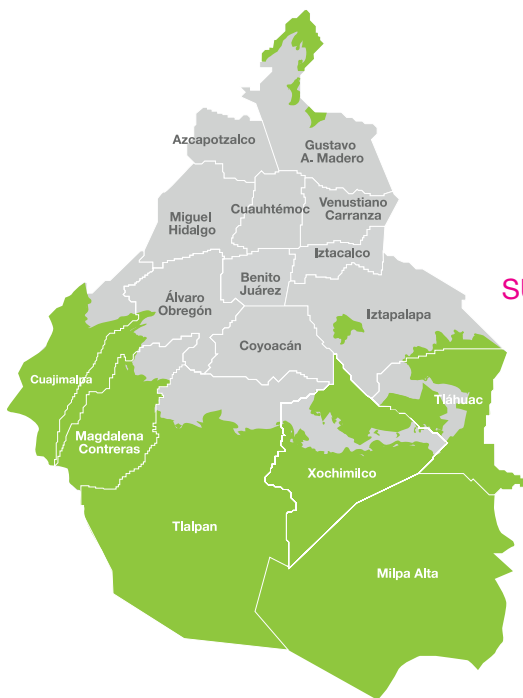 Azcapotzalco
Gustavo
A. Madero
Miguel
Hidalgo
Cuauhtémoc
Venustiano
Carranza
Iztacalco
Benito
Juárez
Álvaro
Obregón
Iztapalapa
Coyoacán
Cuajimalpa
Magdalena
Contreras
Tláhuac
Xochimilco
Tlalpan
Milpa Alta